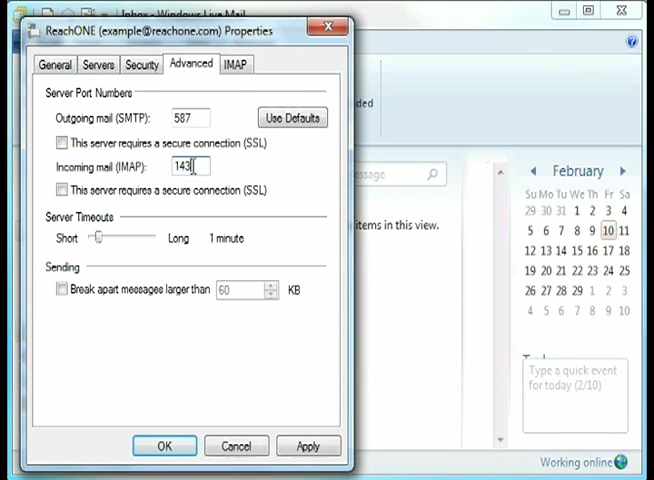 Inbox - Windows Live Mail
ReachONE (example@reachone.com) Properties
General
Servers
Security
Advanced
IMAP
Server Port Numbers
Outgoing mail (SMTP): 587
Use Defaults
This server requires a secure connection (SSL)
Incoming mail (IMAP): 143
This server requires a secure connection (SSL)
Server Timeouts
Short Long 1 minute
Sending
Break apart messages larger than 60 KB
OK Cancel Apply
items in this view.
February
Su Mo Tu We Th Fr Sa
29 30 31 1 2 3 4
5 6 7 8 9 10 11
12 13 14 15 16 17 18
19 20 21 22 23 24 25
26 27 28 29 1 2 3
4 5 6 7 8 9 10
Type a quick event
for today (2/10)
Working online